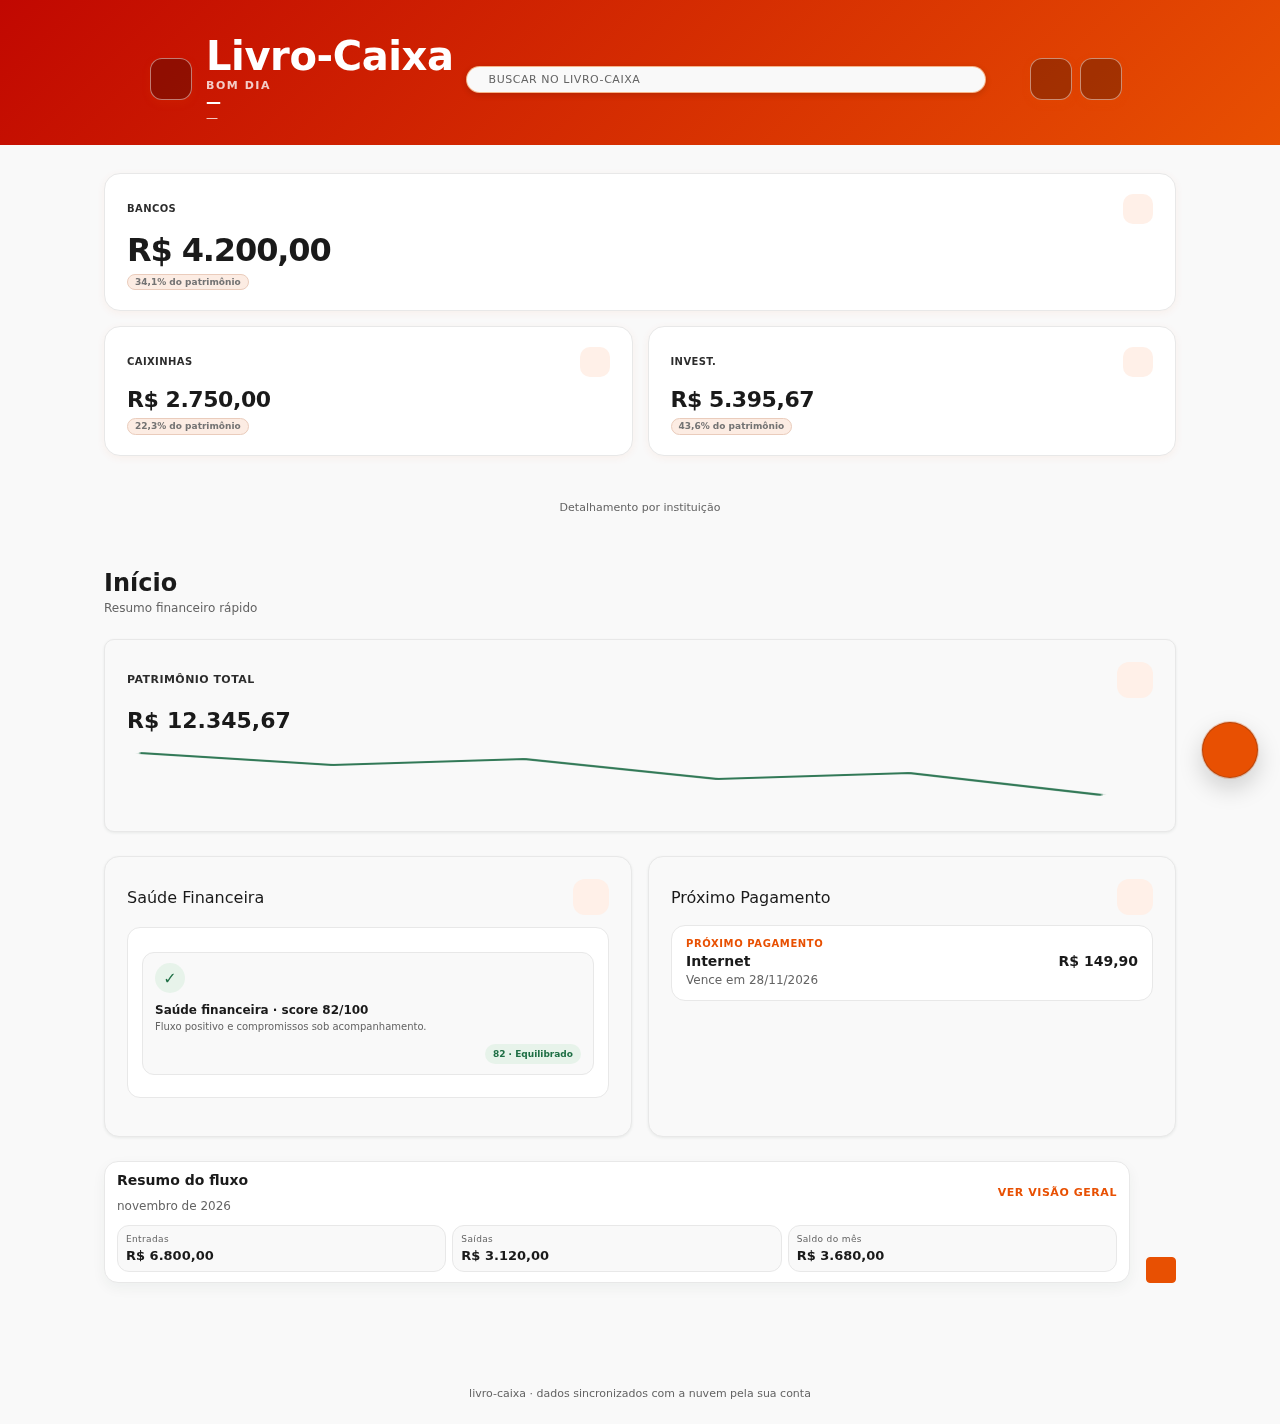 Livro-Caixa
BOM DIA
—
—
BUSCAR NO LIVRO-CAIXA
BANCOS
R$ 4.200,00
34,1% do patrimônio
CAIXINHAS
R$ 2.750,00
22,3% do patrimônio
INVEST.
R$ 5.395,67
43,6% do patrimônio
Detalhamento por instituição
Início
Resumo financeiro rápido
PATRIMÔNIO TOTAL
R$ 12.345,67
Saúde Financeira
✓
Saúde financeira · score 82/100
Fluxo positivo e compromissos sob acompanhamento.
82 · Equilibrado
Próximo Pagamento
PRÓXIMO PAGAMENTO
Internet R$ 149,90
Vence em 28/11/2026
Resumo do fluxo
novembro de 2026
VER VISÃO GERAL
Entradas
R$ 6.800,00
Saídas
R$ 3.120,00
Saldo do mês
R$ 3.680,00
livro-caixa · dados sincronizados com a nuvem pela sua conta